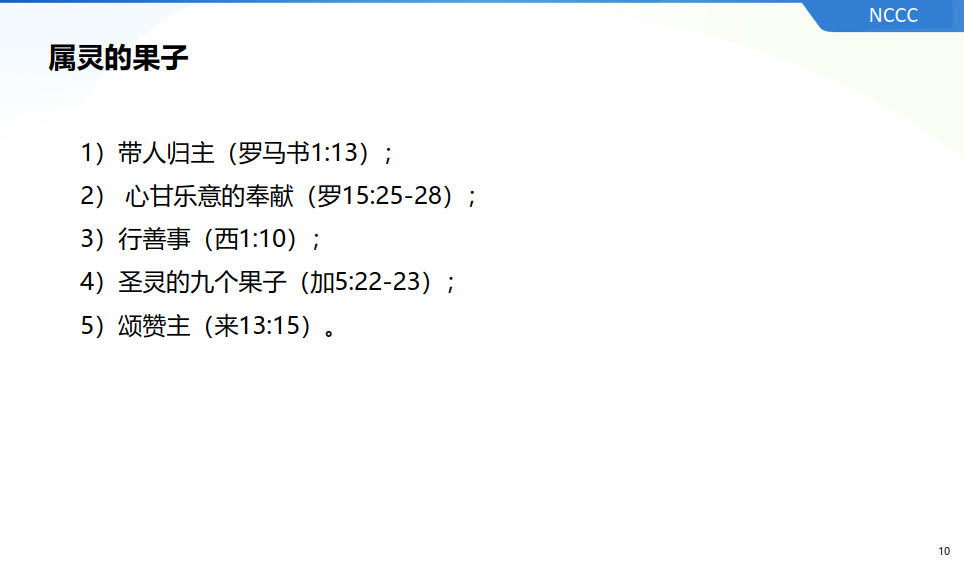 NCCC
属灵的果子
1）带人归主（罗马书1:13）；
2） 心甘乐意的奉献（罗15:25-28）；
3）行善事（西1:10）；
4）圣灵的九个果子（加5:22-23）；
5）颂赞主（来13:15）。
10